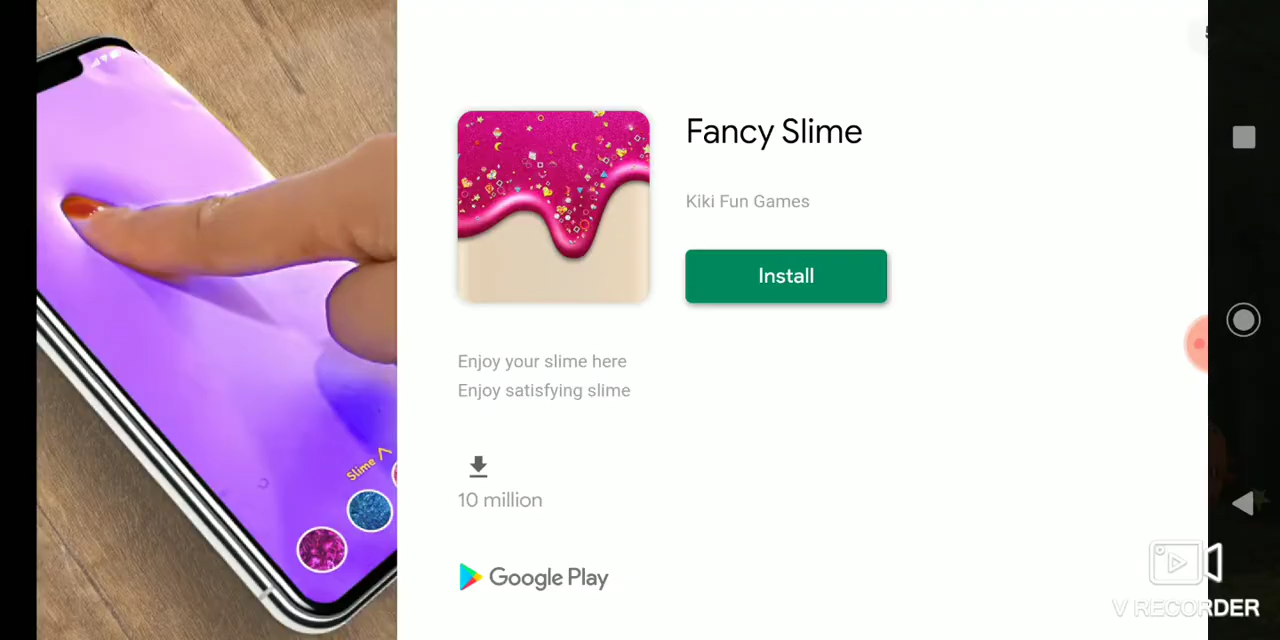 Fancy Slime
Kiki Fun Games
Install
Enjoy your slime here
Enjoy satisfying slime
10 million
Google Play
Slime
V RECORDER